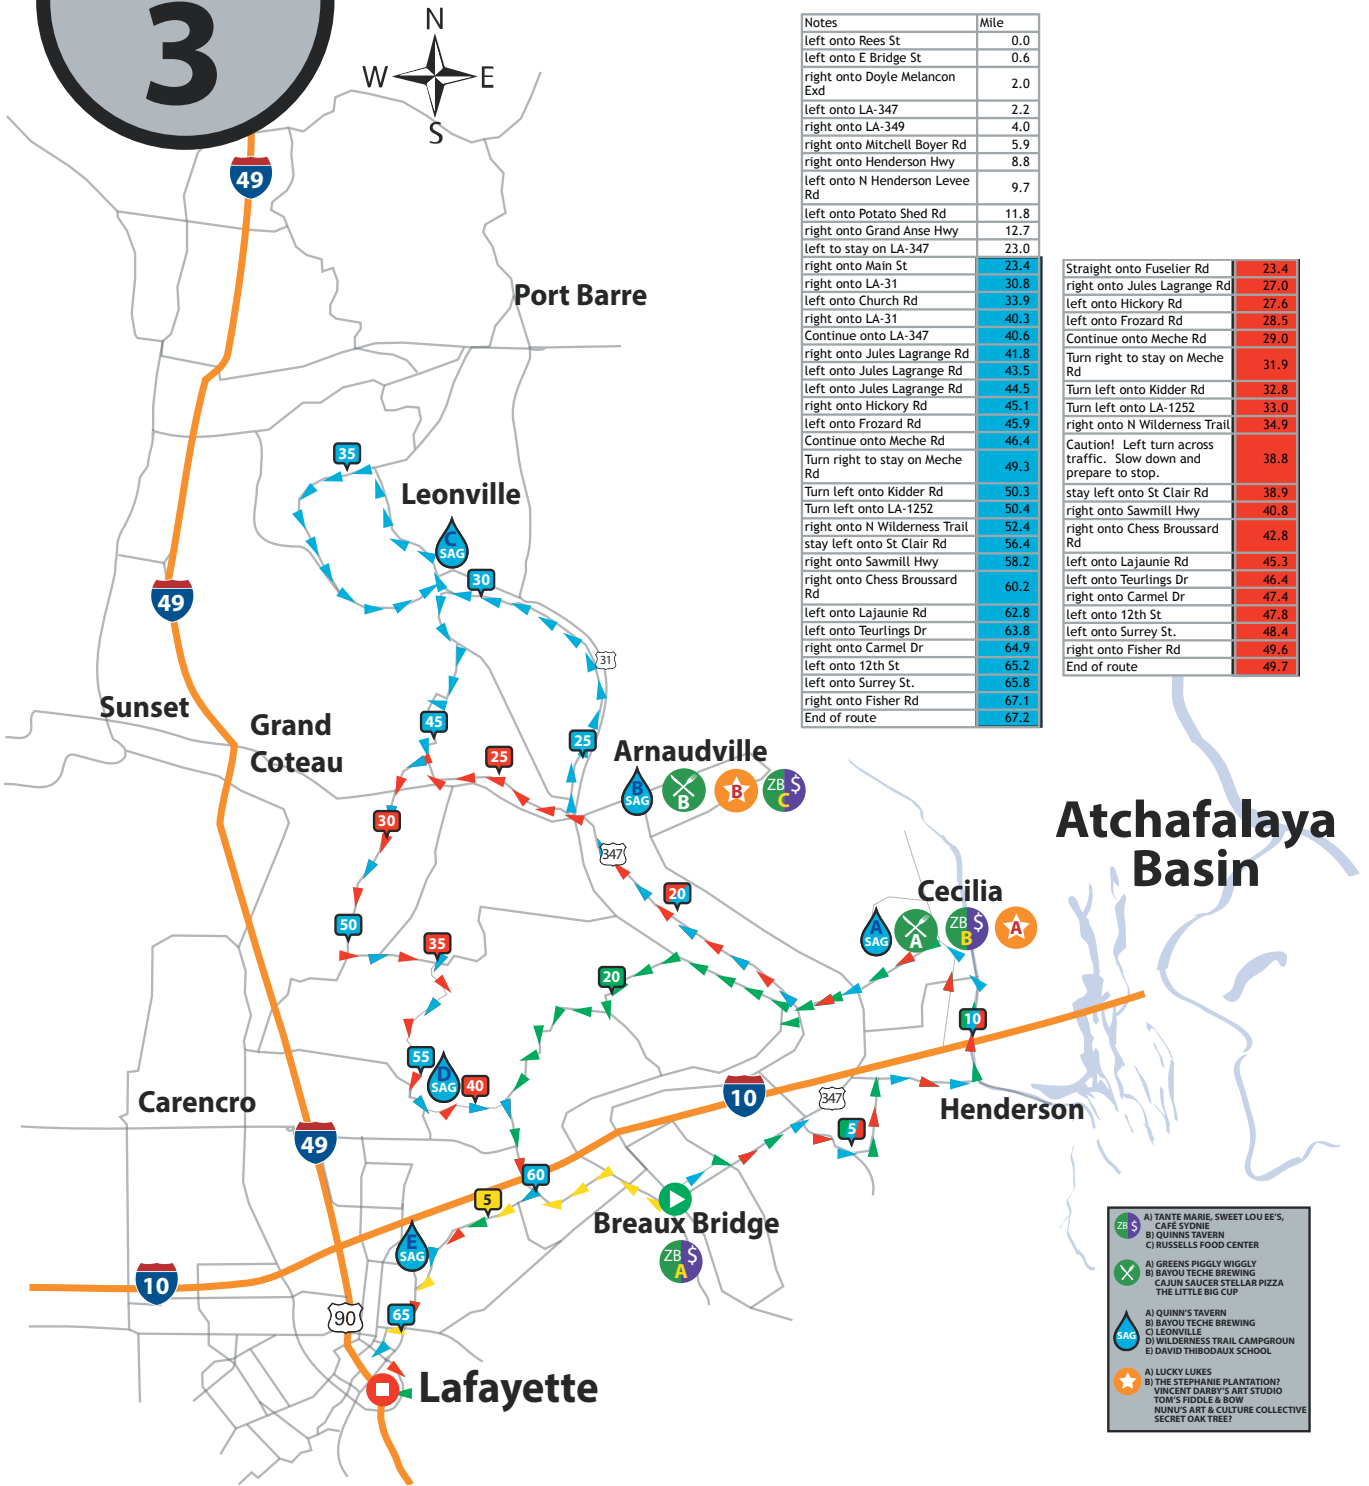 3
N
W E
S
49
Port Barre
35
Leonville
C
SAG
30
49
31
Sunset
Grand
Coteau
45
25
25
Arnaudville
B
SAG
B
B
ZB $
C
30
347
20
Cecilia
A
SAG
A
ZB $
B
A
Atchafalaya
Basin
50
35
20
10
55
D
SAG
40
10
347
Henderson
5
Carencro
49
60
5
Breaux Bridge
ZB $
A
E
SAG
10
90
65
Lafayette
Notes Mile
left onto Rees St 0.0
left onto E Bridge St 0.6
right onto Doyle Melancon
Exd 2.0
left onto LA-347 2.2
right onto LA-349 4.0
right onto Mitchell Boyer Rd 5.9
right onto Henderson Hwy 8.8
left onto N Henderson Levee
Rd 9.7
left onto Potato Shed Rd 11.8
right onto Grand Anse Hwy 12.7
left to stay on LA-347 23.0
right onto Main St 23.4
right onto LA-31 30.8
left onto Church Rd 33.9
right onto LA-31 40.3
Continue onto LA-347 40.6
right onto Jules Lagrange Rd 41.8
left onto Jules Lagrange Rd 43.5
left onto Jules Lagrange Rd 44.5
right onto Hickory Rd 45.1
left onto Frozard Rd 45.9
Continue onto Meche Rd 46.4
Turn right to stay on Meche
Rd 49.3
Turn left onto Kidder Rd 50.3
Turn left onto LA-1252 50.4
right onto N Wilderness Trail 52.4
stay left onto St Clair Rd 56.4
right onto Sawmill Hwy 58.2
right onto Chess Broussard
Rd 60.2
left onto Lajaunie Rd 62.8
left onto Teurlings Dr 63.8
right onto Carmel Dr 64.9
left onto 12th St 65.2
left onto Surrey St. 65.8
right onto Fisher Rd 67.1
End of route 67.2
Straight onto Fuselier Rd 23.4
right onto Jules Lagrange Rd 27.0
left onto Hickory Rd 27.6
left onto Frozard Rd 28.5
Continue onto Meche Rd 29.0
Turn right to stay on Meche
Rd 31.9
Turn left onto Kidder Rd 32.8
Turn left onto LA-1252 33.0
right onto N Wilderness Trail 34.9
Caution! Left turn across
traffic. Slow down and
prepare to stop. 38.8
stay left onto St Clair Rd 38.9
right onto Sawmill Hwy 40.8
right onto Chess Broussard
Rd 42.8
left onto Lajaunie Rd 45.3
left onto Teurlings Dr 46.4
right onto Carmel Dr 47.4
left onto 12th St 47.8
left onto Surrey St. 48.4
right onto Fisher Rd 49.6
End of route 49.7
ZB $
A) TANTE MARIE, SWEET LOU EE'S,
CAFÉ SYDNIE
B) QUINNS TAVERN
C) RUSSELLS FOOD CENTER
A) GREENS PIGGLY WIGGLY
B) BAYOU TECHE BREWING
CAJUN SAUCER STELLAR PIZZA
THE LITTLE BIG CUP
SAG
A) QUINN'S TAVERN
B) BAYOU TECHE BREWING
C) LEONVILLE
D) WILDERNESS TRAIL CAMPGROUN
E) DAVID THIBODAUX SCHOOL
A) LUCKY LUKES
B) THE STEPHANIE PLANTATION?
VINCENT DARBY'S ART STUDIO
TOM'S FIDDLE & BOW
NUNU'S ART & CULTURE COLLECTIVE
SECRET OAK TREE?